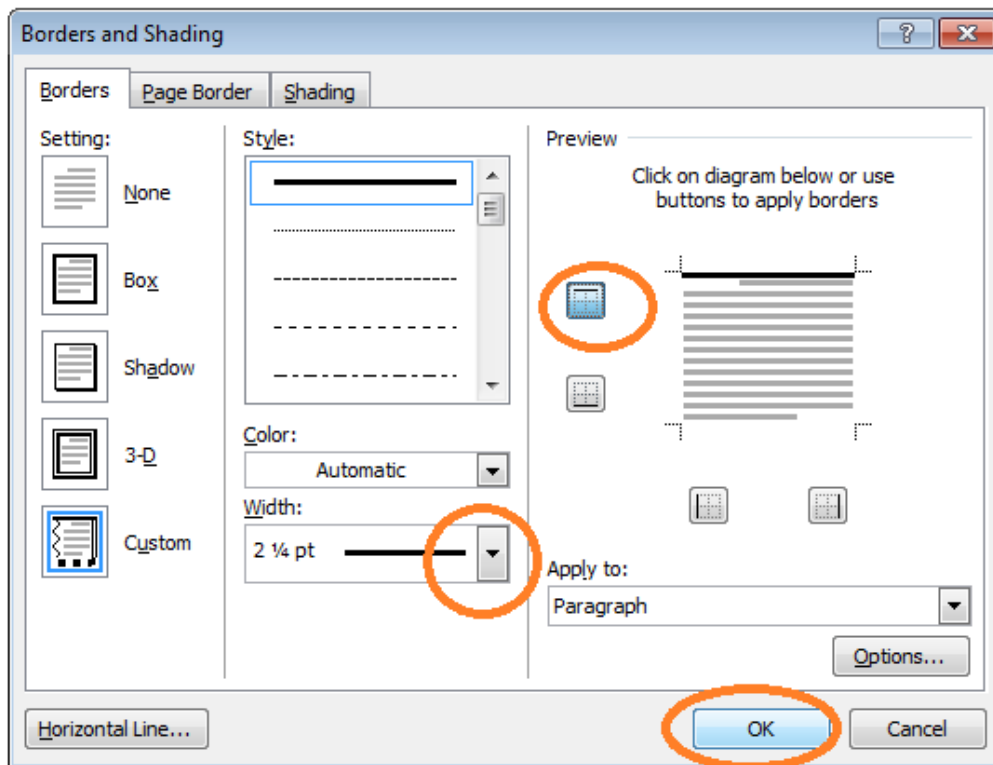 Borders and Shading
Borders
Page Border
Shading
Setting:
None
Box
Shadow
3-D
Custom
Style:
Color:
Automatic
Width:
2 ¼ pt
Preview
Click on diagram below or use
buttons to apply borders
Apply to:
Paragraph
Options...
Horizontal Line...
OK
Cancel